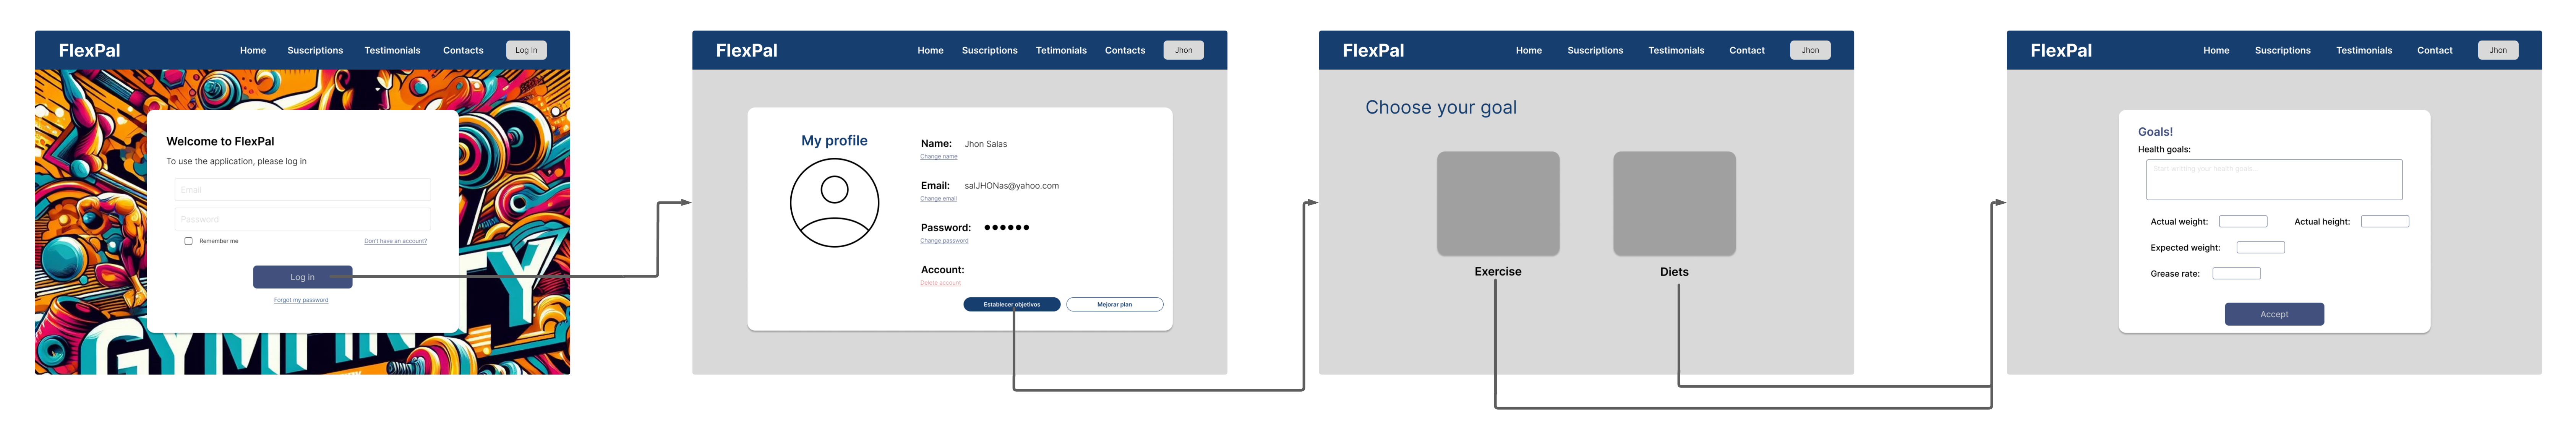 FlexPal
Home Suscriptions Testimonials Contacts Log In
Welcome to FlexPal
To use the application, please log in
Email
Password
Remember me Don't have an account?
Log in
Forgot my password
FlexPal
Home Suscriptions Tetimonials Contacts Jhon
My profile
Name: Jhon Salas
Change name
Email: salJHONas@yahoo.com
Change email
Password: ●●●●●●
Change password
Account:
Delete account
Establecer objetivos Mejorar plan
FlexPal
Home Suscriptions Testimonials Contact Jhon
Choose your goal
Exercise Diets
FlexPal
Home Suscriptions Testimonials Contact Jhon
Goals!
Health goals:
Start writing your health goals...
Actual weight: Actual height:
Expected weight:
Grease rate:
Accept